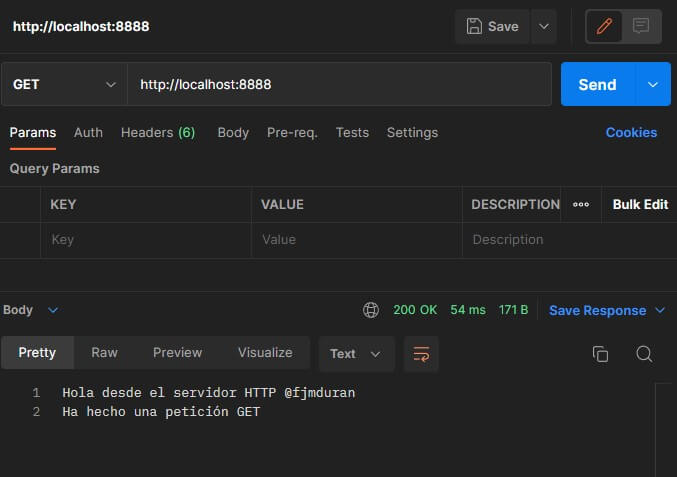 http://localhost:8888
Save
GET
http://localhost:8888
Send
Params
Auth
Headers (6)
Body
Pre-req.
Tests
Settings
Cookies
Query Params
KEY
VALUE
DESCRIPTION
Bulk Edit
Key
Value
Description
Body
200 OK
54 ms
171 B
Save Response
Pretty
Raw
Preview
Visualize
Text
1 Hola desde el servidor HTTP @fjmduran
2 Ha hecho una petición GET